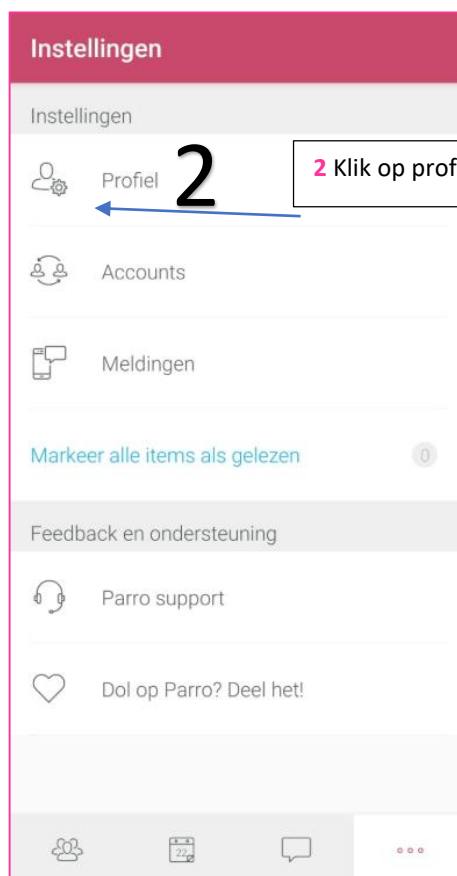 Instellingen
Instellingen
Profiel
2
2 Klik op prof
Accounts
Meldingen
Markeer alle items als gelezen 0
Feedback en ondersteuning
Parro support
Dol op Parro? Deel het!
22